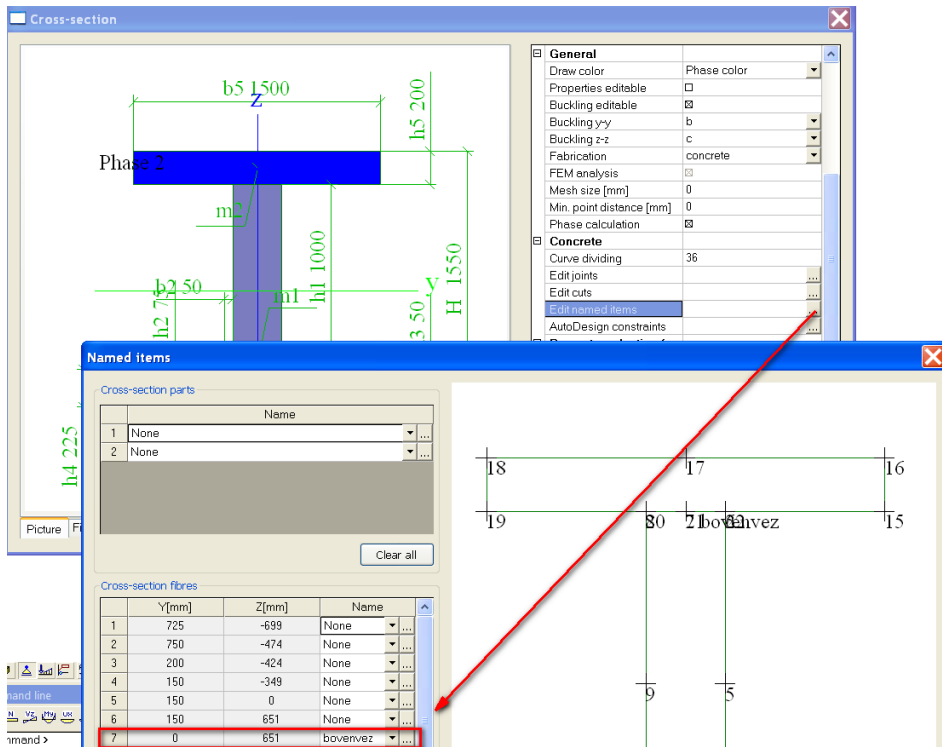 Cross-section
b5 1500
z
h5 200
Phase 2
m2
h1 1000
b2 50
y
m1
H 1550
h2 7
3 50
h4 225
Picture
General
Draw color Phase color
Properties editable
Buckling editable
Buckling y-y b
Buckling z-z c
Fabrication concrete
FEM analysis
Mesh size [mm] 0
Min. point distance [mm] 0
Phase calculation
Concrete
Curve dividing 36
Edit joints ...
Edit cuts ...
Edit named items ...
AutoDesign constraints ...
Named items
Cross-section parts
Name
1 None ...
2 None ...
Clear all
Cross-section fibres
Y[mm] Z[mm] Name
1 725 -699 None ...
2 750 -474 None ...
3 200 -424 None ...
4 150 -349 None ...
5 150 0 None ...
6 150 651 None ...
7 0 651 bovenvez ...
18 17 16
19 bovenvez 15
9 5
mand line
mmand >